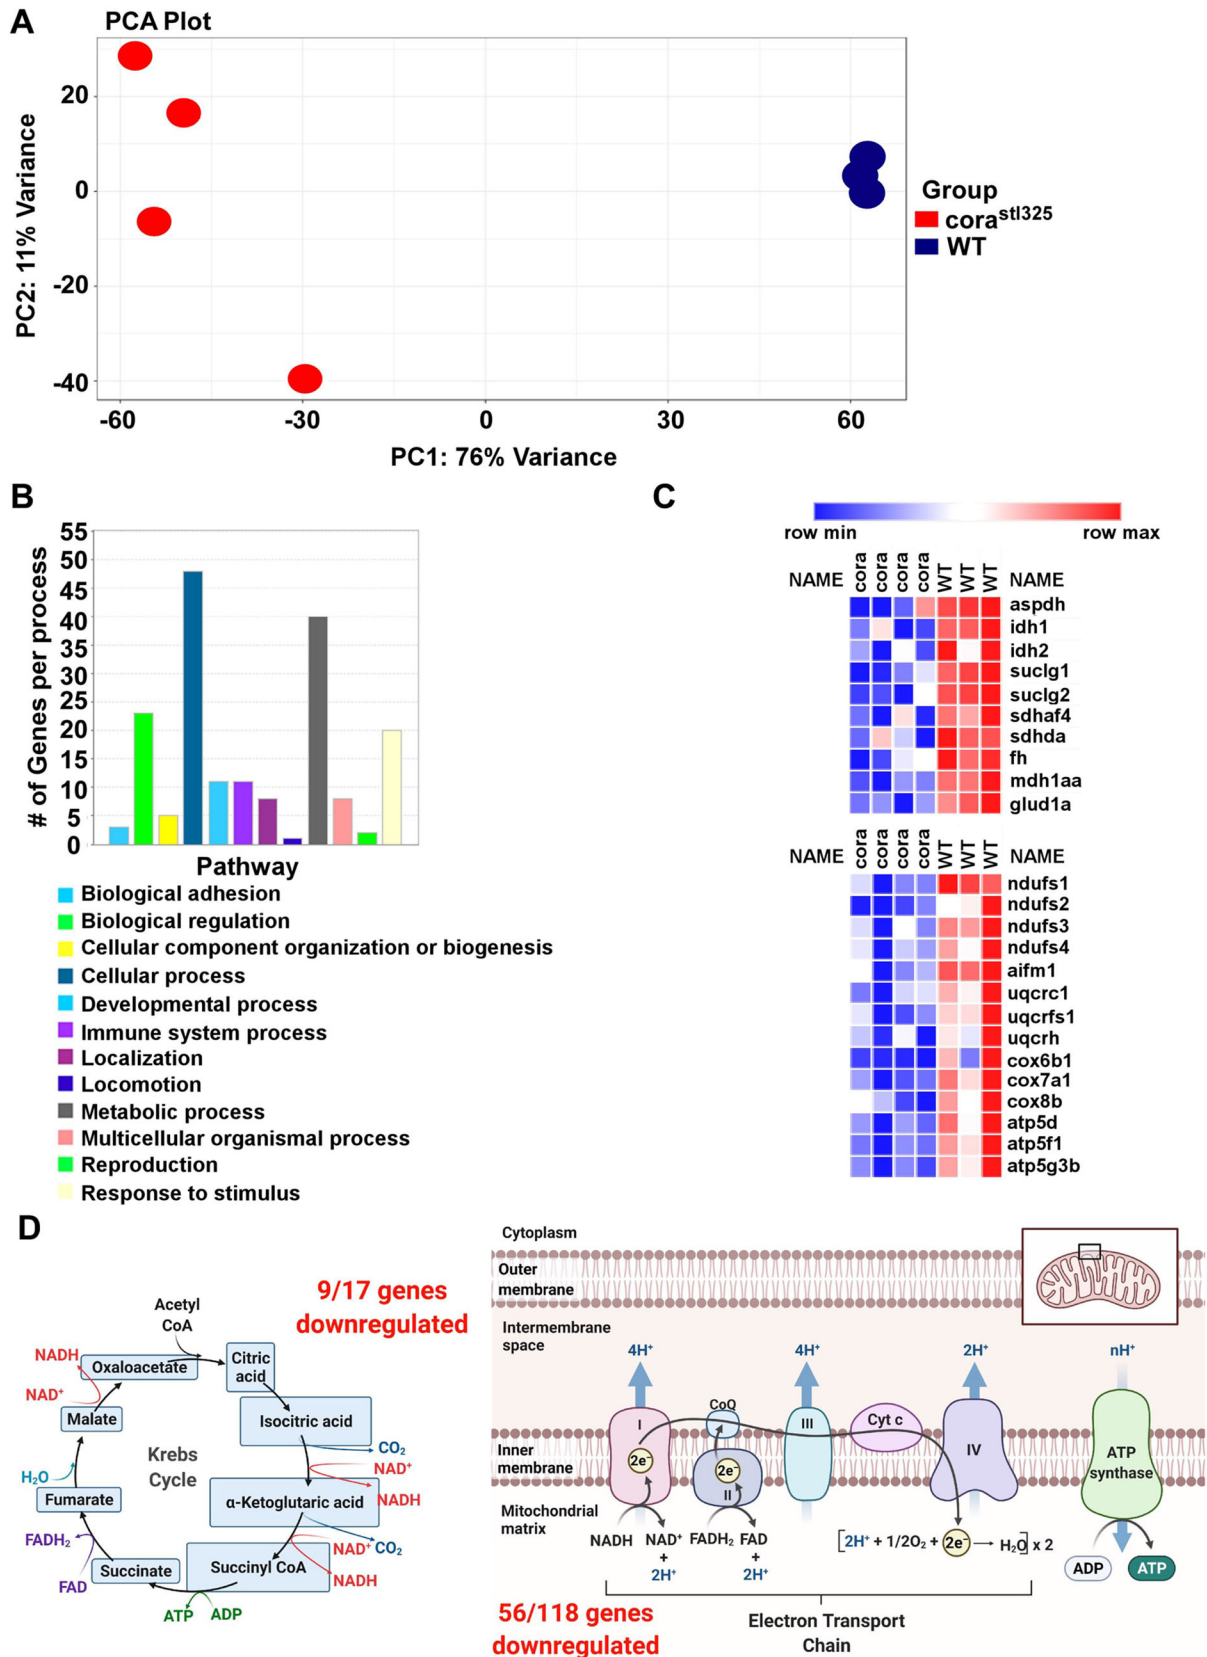 A
PCA Plot
20
0
-20
-40
PC2: 11% Variance
-60
-30
0
30
60
PC1: 76% Variance
Group
cora^stl325
WT
B
55
50
45
40
35
30
25
20
15
10
5
0
# of Genes per process
Pathway
Biological adhesion
Biological regulation
Cellular component organization or biogenesis
Cellular process
Developmental process
Immune system process
Localization
Locomotion
Metabolic process
Multicellular organismal process
Reproduction
Response to stimulus
C
row min
row max
NAME cora cora cora cora WT WT WT NAME
aspdh
idh1
idh2
suclg1
suclg2
sdhaf4
sdhda
fh
mdh1aa
glud1a
NAME cora cora cora cora WT WT WT NAME
ndufs1
ndufs2
ndufs3
ndufs4
aifm1
uqcrc1
uqcrfs1
uqcrh
cox6b1
cox7a1
cox8b
atp5d
atp5f1
atp5g3b
D
9/17 genes
downregulated
Acetyl
CoA
NADH
Oxaloacetate
Citric
acid
NAD⁺
Malate
Isocitric acid
Krebs
Cycle
CO₂
NAD⁺
NADH
H₂O
Fumarate
α-Ketoglutaric acid
FADH₂
NAD⁺
CO₂
Succinate
Succinyl CoA
NADH
FAD
ATP
ADP
Cytoplasm
Outer
membrane
Intermembrane
space
4H⁺
4H⁺
2H⁺
nH⁺
I
CoQ
III
Cyt c
IV
Inner
membrane
2e⁻
2e⁻
II
ATP
synthase
Mitochondrial
matrix
NADH
NAD⁺
+
2H⁺
FADH₂
FAD
+
2H⁺
[2H⁺ + 1/2O₂ + 2e⁻ → H₂O] x 2
ADP
ATP
56/118 genes
downregulated
Electron Transport
Chain